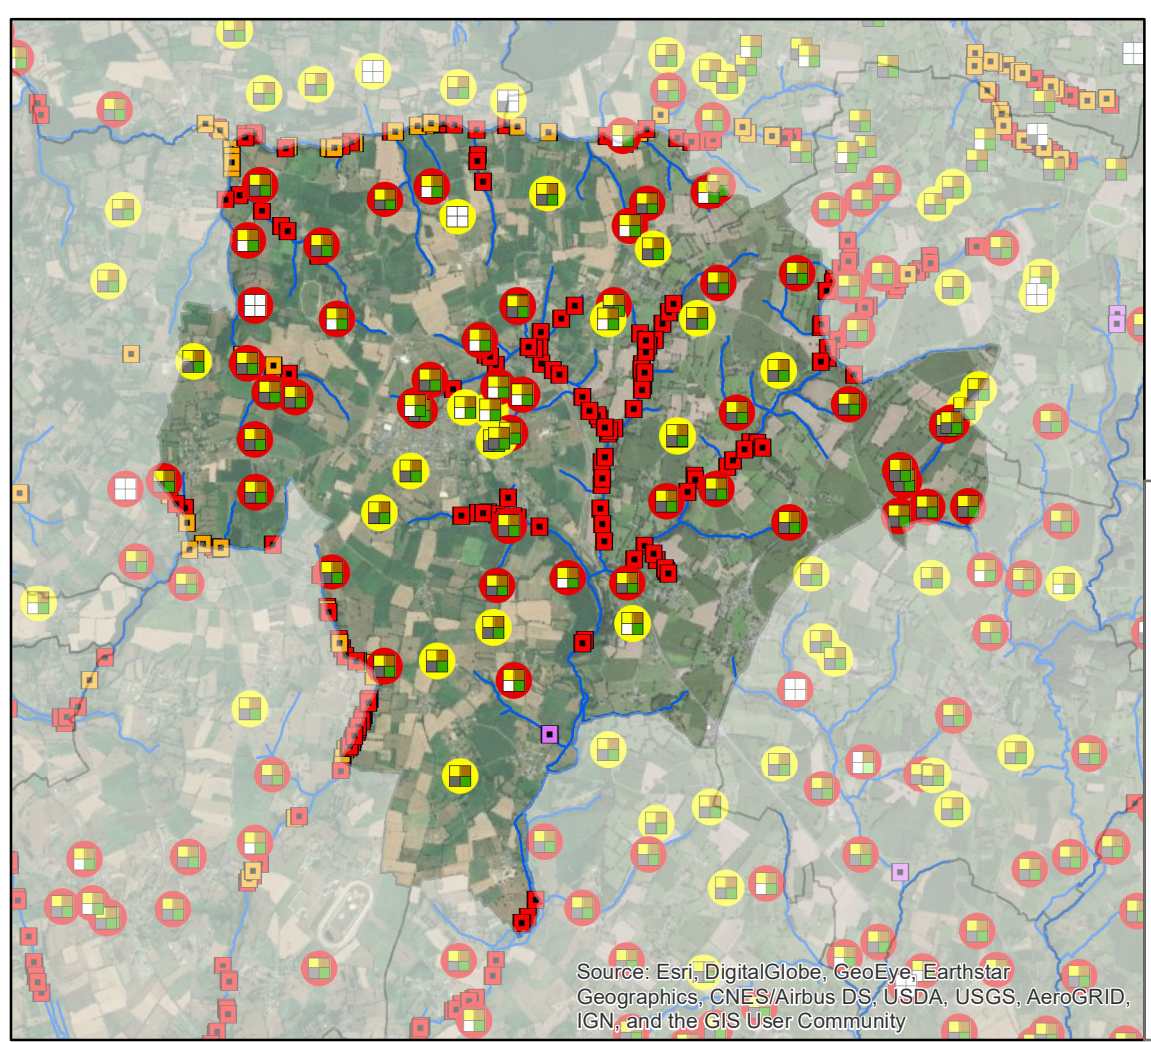 Source: Esri, DigitalGlobe, GeoEye, Earthstar
Geographics, CNES/Airbus DS, USDA, USGS, AeroGRID,
IGN, and the GIS User Community